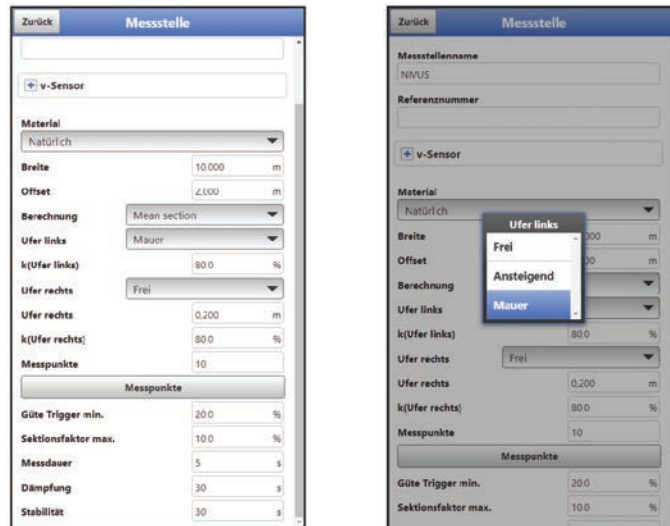 Zurück Messstelle
v-Sensor
Material
Natürlich
Breite 10.000 m
Offset 2,000 m
Berechnung Mean section
Ufer links Mauer
k(Ufer links) 80.0 %
Ufer rechts Frei
Ufer rechts 0,200 m
k(Ufer rechts) 80.0 %
Messpunkte 10
Messpunkte
Güte Trigger min. 20.0 %
Sektionsfaktor max. 10.0 %
Messdauer 5 s
Dämpfung 30 s
Stabilität 30 s
Zurück Messstelle
Messstellenname
NIVUS
Referenznummer
v-Sensor
Material
Natürlich
Ufer links
Breite 000 m
Frei
Offset 00 m
Ansteigend
Berechnung
Mauer
Ufer links
k(Ufer links) 80.0 %
Ufer rechts Frei
Ufer rechts 0,200 m
k(Ufer rechts) 80.0 %
Messpunkte 10
Messpunkte
Güte Trigger min. 20.0 %
Sektionsfaktor max. 10.0 %